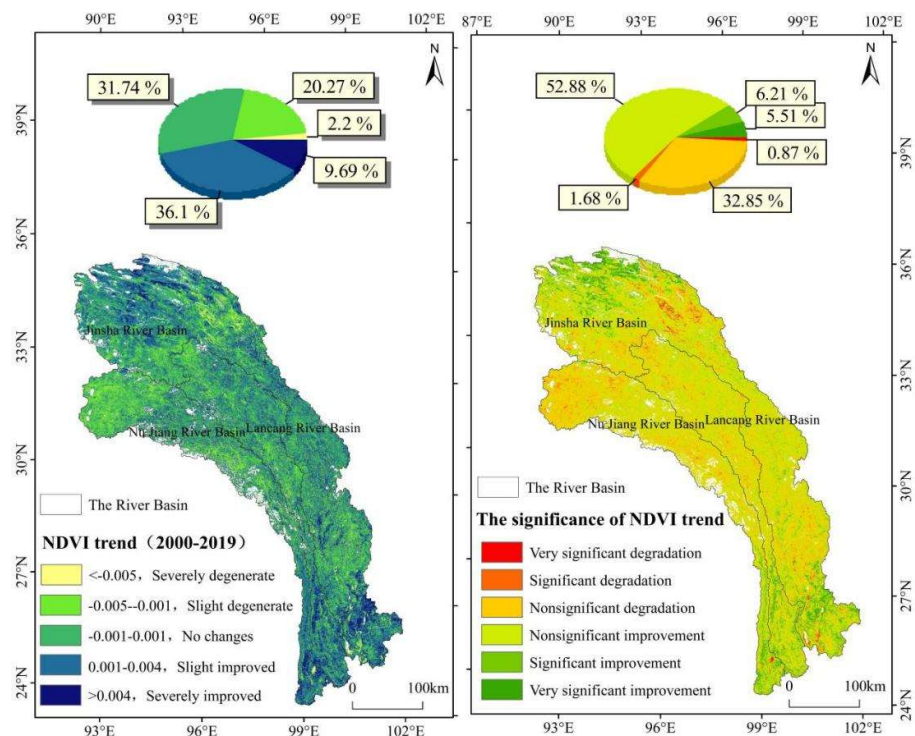 90°E 93°E 96°E 99°E 102°E
N
31.74 %
20.27 %
2.2 %
9.69 %
36.1 %
39°N
36°N
33°N
30°N
27°N
24°N
Jinsha River Basin
Nu Jiang River Basin
Lancang River Basin
The River Basin
NDVI trend（2000-2019）
<-0.005，Severely degenerate
-0.005--0.001，Slight degenerate
-0.001-0.001，No changes
0.001-0.004，Slight improved
>0.004，Severely improved
0 100km
93°E 96°E 99°E 102°E
87°E 90°E 93°E 96°E 99°E 102°E
N
52.88 %
6.21 %
5.51 %
0.87 %
1.68 %
32.85 %
39°N
36°N
33°N
30°N
27°N
24°N
Jinsha River Basin
Nu Jiang River Basin
Lancang River Basin
The River Basin
The significance of NDVI trend
Very significant degradation
Significant degradation
Nonsignificant degradation
Nonsignificant improvement
Significant improvement
Very significant improvement
0 100km
90°E 93°E 96°E 99°E 102°E